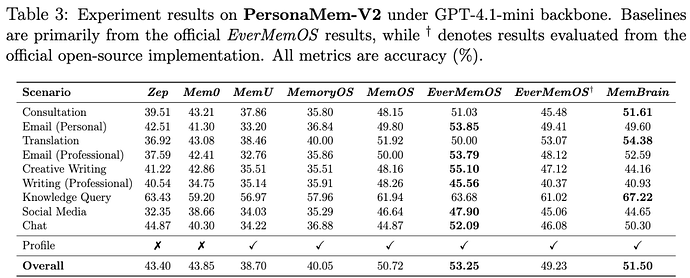 Table 3: Experiment results on PersonaMem-V2 under GPT-4.1-mini backbone. Baselines
are primarily from the official EverMemOS results, while † denotes results evaluated from the
official open-source implementation. All metrics are accuracy (%).
Scenario Zep Mem0 MemU MemoryOS MemOS EverMemOS EverMemOS† MemBrain
Consultation 39.51 43.21 37.86 35.80 48.15 51.03 45.48 51.61
Email (Personal) 42.51 41.30 33.20 36.84 49.80 53.85 49.41 49.60
Translation 36.92 43.08 38.46 40.00 51.92 50.00 53.07 54.38
Email (Professional) 37.59 42.41 32.76 35.86 50.00 53.79 48.12 52.59
Creative Writing 41.22 42.86 35.51 35.51 48.16 55.10 47.12 44.16
Writing (Professional) 40.54 34.75 35.14 35.91 48.26 45.56 40.37 40.93
Knowledge Query 63.43 59.20 56.97 57.96 61.94 63.68 61.02 67.22
Social Media 32.35 38.66 34.03 35.29 46.64 47.90 45.06 44.65
Chat 44.87 40.30 34.22 36.88 44.87 52.09 46.08 50.30
Profile ✗ ✗ ✓ ✓ ✓ ✓ ✓ ✓
Overall 43.40 43.85 38.70 40.05 50.72 53.25 49.23 51.50